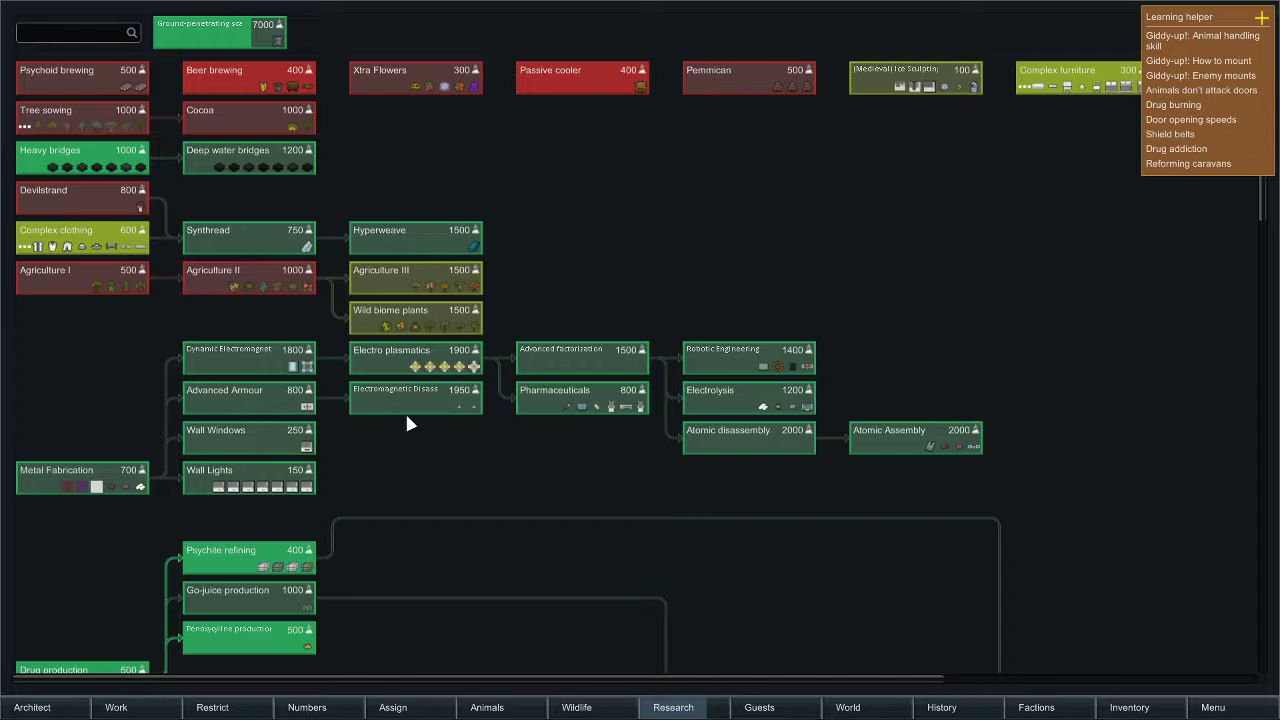 Ground-penetrating sca 7000
Learning helper
Giddy-up!: Animal handling
skill
Giddy-up!: How to mount
Giddy-up!: Enemy mounts
Animals don't attack doors
Drug burning
Door opening speeds
Shield belts
Drug addiction
Reforming caravans
Psychoid brewing 500
Beer brewing 400
Xtra Flowers 300
Passive cooler 400
Pemmican 500
(Medieval) Ice Sculptin 100
Complex furniture 300
Tree sowing 1000
Cocoa 1000
Heavy bridges 1000
Deep water bridges 1200
Devilstrand 800
Complex clothing 600
Synthread 750
Hyperweave 1500
Agriculture I 500
Agriculture II 1000
Agriculture III 1500
Wild biome plants 1500
Dynamic Electromagnet 1800
Electro plasmatics 1900
Advanced factorization 1500
Robotic Engineering 1400
Advanced Armour 800
Electromagnetic Disass 1950
Pharmaceuticals 800
Electrolysis 1200
Wall Windows 250
Atomic disassembly 2000
Atomic Assembly 2000
Metal Fabrication 700
Wall Lights 150
Psychite refining 400
Go-juice production 1000
Penoxycyline production 500
Drug production 500
Architect
Work
Restrict
Numbers
Assign
Animals
Wildlife
Research
Guests
World
History
Factions
Inventory
Menu